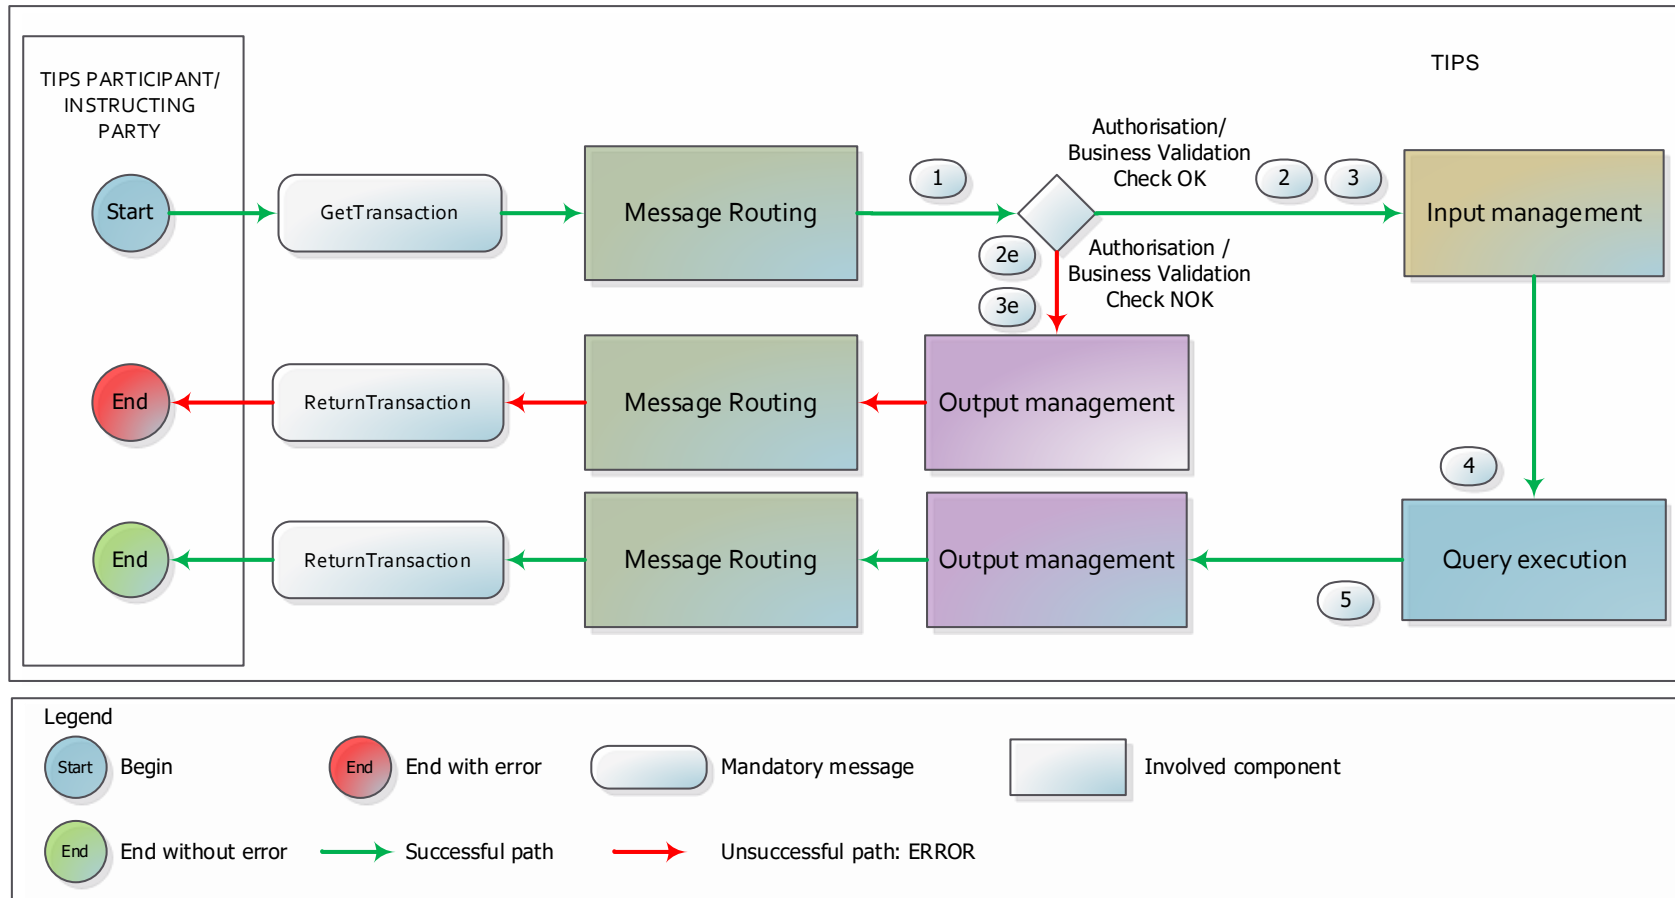 TIPS
TIPS PARTICIPANT/
INSTRUCTING
PARTY
Start
GetTransaction
Message Routing
1
Authorisation/
Business Validation
Check OK
2
3
Input management
2e
3e
Authorisation /
Business Validation
Check NOK
End
ReturnTransaction
Message Routing
Output management
4
End
ReturnTransaction
Message Routing
Output management
5
Query execution
Legend
Start
Begin
End
End with error
Mandatory message
Involved component
End
End without error
Successful path
Unsuccessful path: ERROR